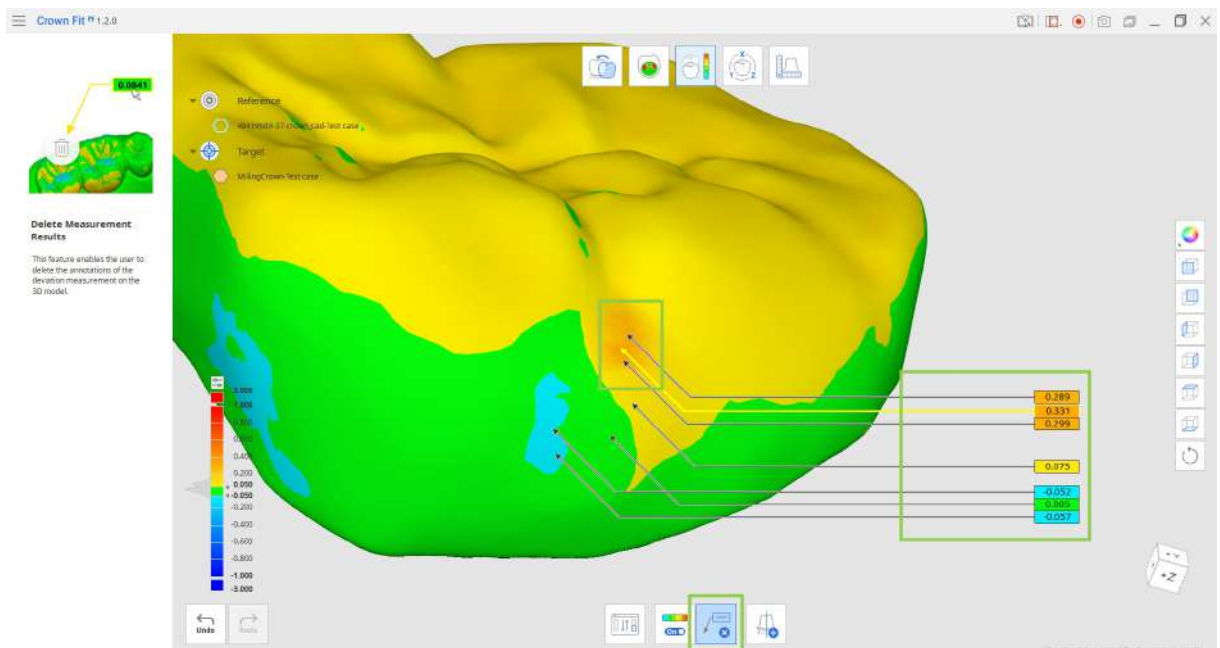 Crown Fit 1.2.0
0.0841
Delete Measurement
Results
This feature enables the user to
delete the annotations of the
deviation measurement on the
3D model.
Reference
Target
MillingCrown-Test case
3.000
1.000
0.400
0.200
0.050
-0.050
-0.200
-0.400
-0.600
-0.800
-1.000
-3.000
0.289
0.331
0.299
0.075
-0.052
0.005
-0.057
Undo
Redo
On
X
Y
Z
+Z